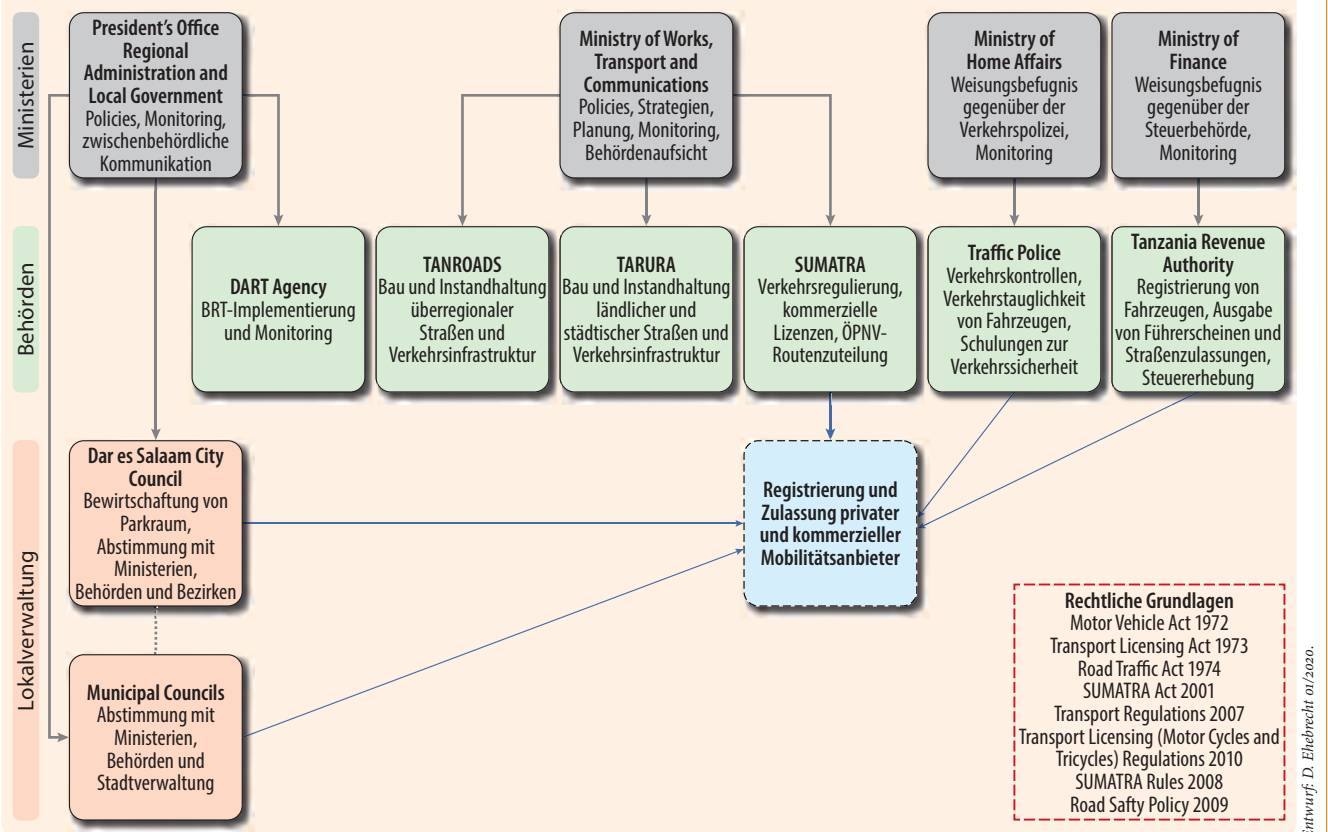 Ministerien
President's Office
Regional
Administration and
Local Government
Policies, Monitoring,
zwischenbehördliche
Kommunikation
Ministry of Works,
Transport and
Communications
Policies, Strategien,
Planung, Monitoring,
Behördenaufsicht
Ministry of
Home Affairs
Weisungsbefugnis
gegenüber der
Verkehrspolizei,
Monitoring
Ministry of
Finance
Weisungsbefugnis
gegenüber der
Steuerbehörde,
Monitoring
Behörden
DART Agency
BRT-Implementierung
und Monitoring
TANROADS
Bau und Instandhaltung
überregionaler
Straßen und
Verkehrsinfrastruktur
TARURA
Bau und Instandhaltung
ländlicher und
städtischer Straßen und
Verkehrsinfrastruktur
SUMATRA
Verkehrsregulierung,
kommerzielle
Lizenzen, ÖPNV-
Routenzuteilung
Traffic Police
Verkehrskontrollen,
Verkehrstauglichkeit
von Fahrzeugen,
Schulungen zur
Verkehrssicherheit
Tanzania Revenue
Authority
Registrierung von
Fahrzeugen, Ausgabe
von Führerscheinen und
Straßenzulassungen,
Steuererhebung
Lokalverwaltung
Dar es Salaam City
Council
Bewirtschaftung von
Parkraum,
Abstimmung mit
Ministerien,
Behörden und Bezirken
Registrierung und
Zulassung privater
und kommerzieller
Mobilitätsanbieter
Municipal Councils
Abstimmung mit
Ministerien,
Behörden und
Stadtverwaltung
Rechtliche Grundlagen
Motor Vehicle Act 1972
Transport Licensing Act 1973
Road Traffic Act 1974
SUMATRA Act 2001
Transport Regulations 2007
Transport Licensing (Motor Cycles and
Tricycles) Regulations 2010
SUMATRA Rules 2008
Road Safty Policy 2009
Entwurf: D. Ehebrecht 01/2020.